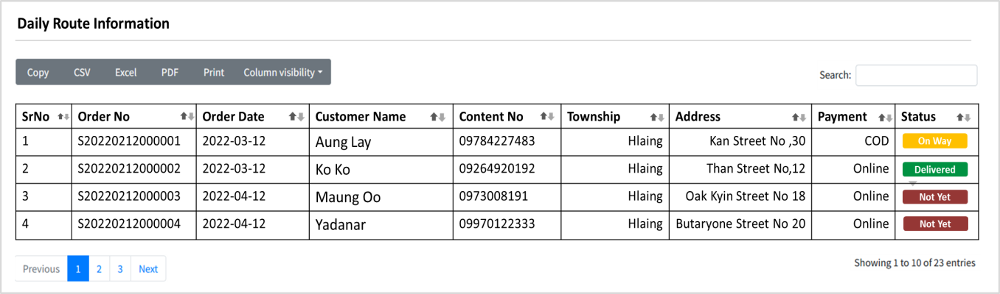 Daily Route Information
Copy CSV Excel PDF Print Column visibility
Search:
SrNo Order No Order Date Customer Name Content No Township Address Payment Status
1 S20220212000001 2022-03-12 Aung Lay 09784227483 Hlaing Kan Street No ,30 COD On Way
2 S20220212000002 2022-03-12 Ko Ko 09264920192 Hlaing Than Street No,12 Online Delivered
3 S20220212000003 2022-04-12 Maung Oo 0973008191 Hlaing Oak Kyin Street No 18 Online Not Yet
4 S20220212000004 2022-04-12 Yadanar 09970122333 Hlaing Butaryone Street No 20 Online Not Yet
Previous 1 2 3 Next
Showing 1 to 10 of 23 entries